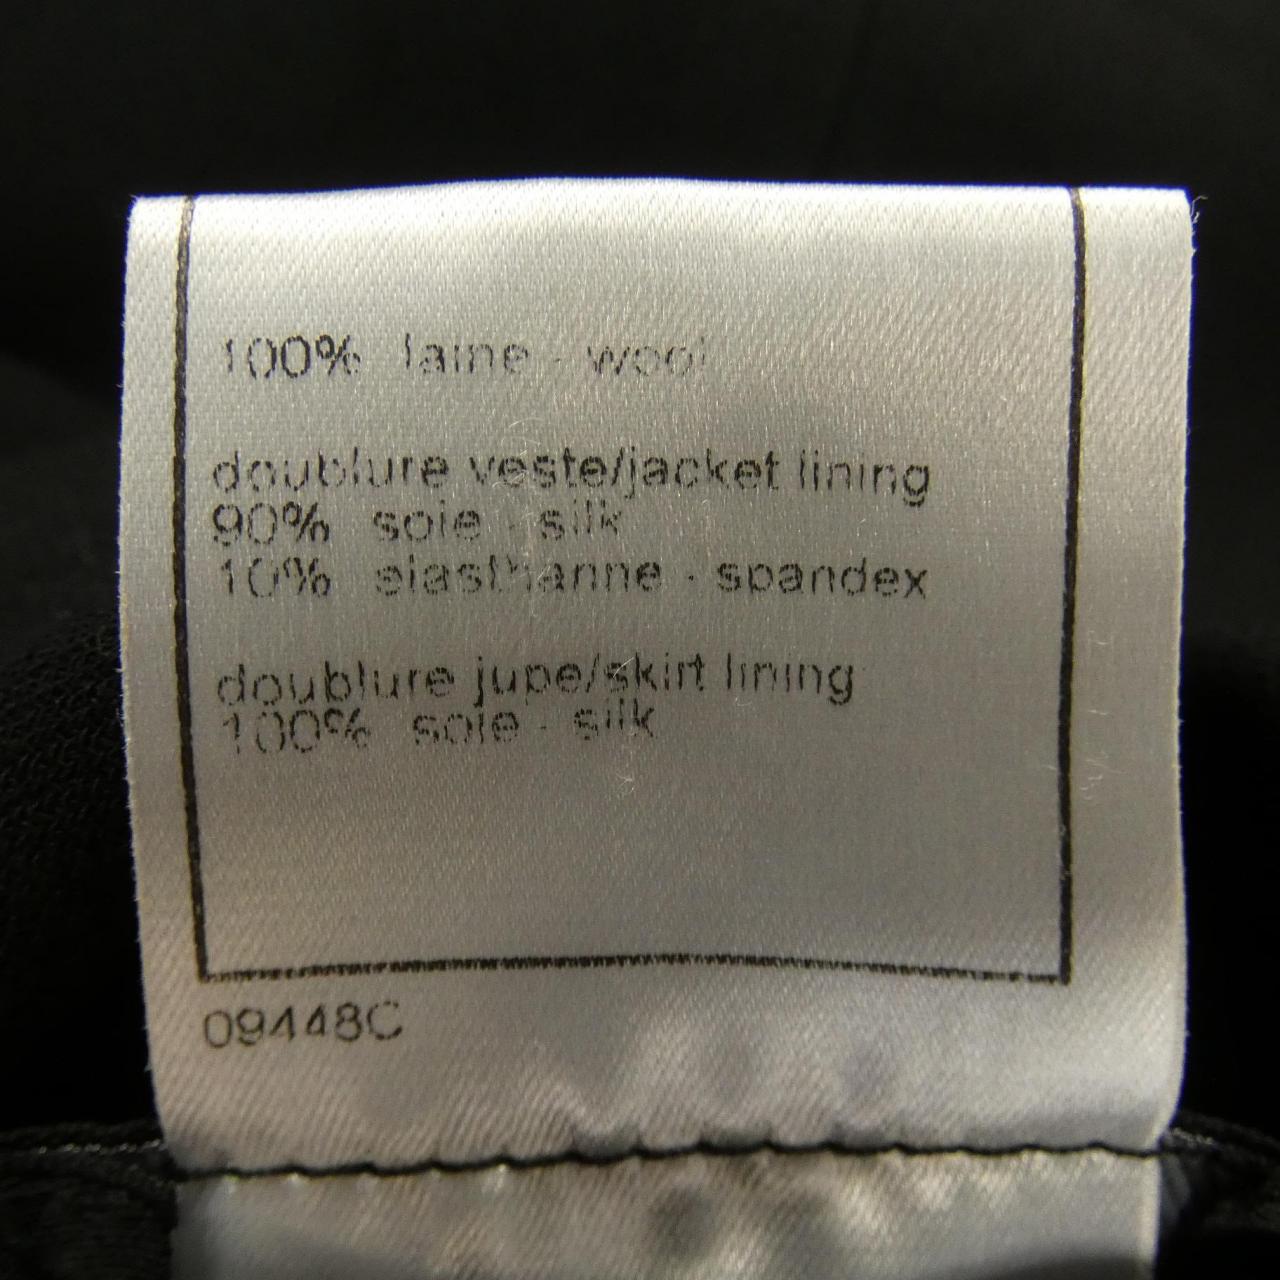 100% laine - wool
doublure veste/jacket lining
90% soie - silk
10% elasthanne - spandex
doublure jupe/skirt lining
100% soie - silk
09448C